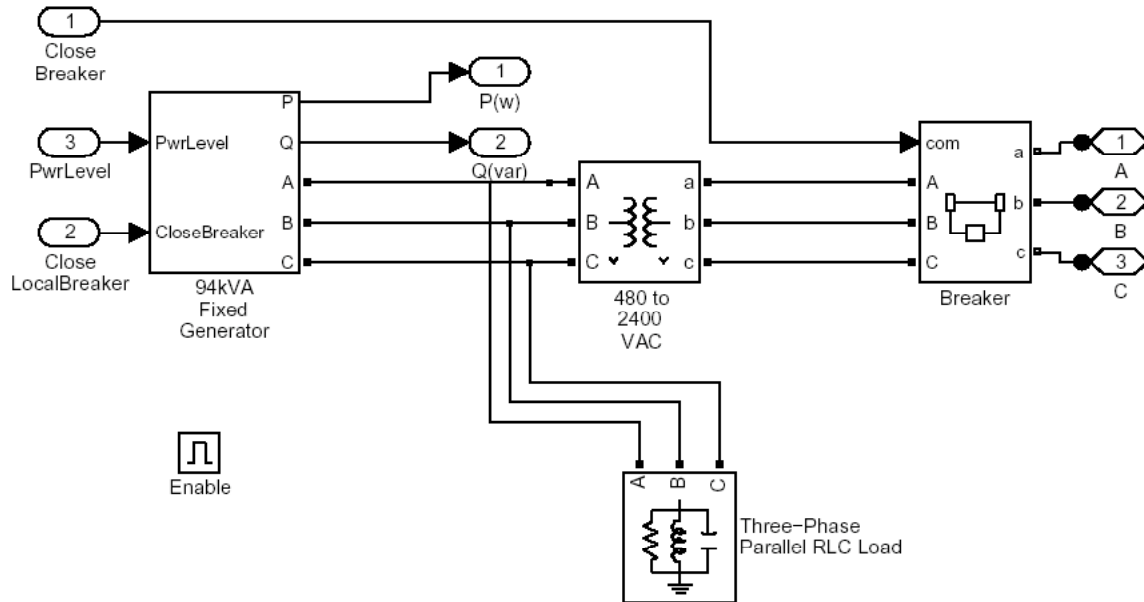 1
Close
Breaker
3
PwrLevel
2
Close
LocalBreaker
PwrLevel
CloseBreaker
P
Q
A
B
C
94kVA
Fixed
Generator
1
P(w)
2
Q(var)
A
B
C
a
b
c
480 to
2400
VAC
com
A
B
C
a
b
c
Breaker
1
A
2
B
3
C
Enable
A
B
C
Three-Phase
Parallel RLC Load